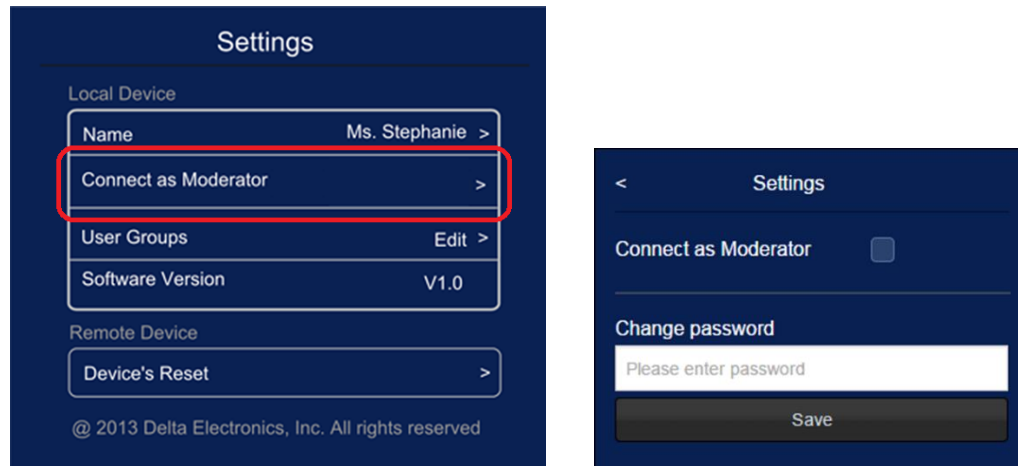 Settings
Local Device
Name Ms. Stephanie >
Connect as Moderator >
User Groups Edit >
Software Version V1.0
Remote Device
Device's Reset >
@ 2013 Delta Electronics, Inc. All rights reserved
< Settings
Connect as Moderator
Change password
Please enter password
Save